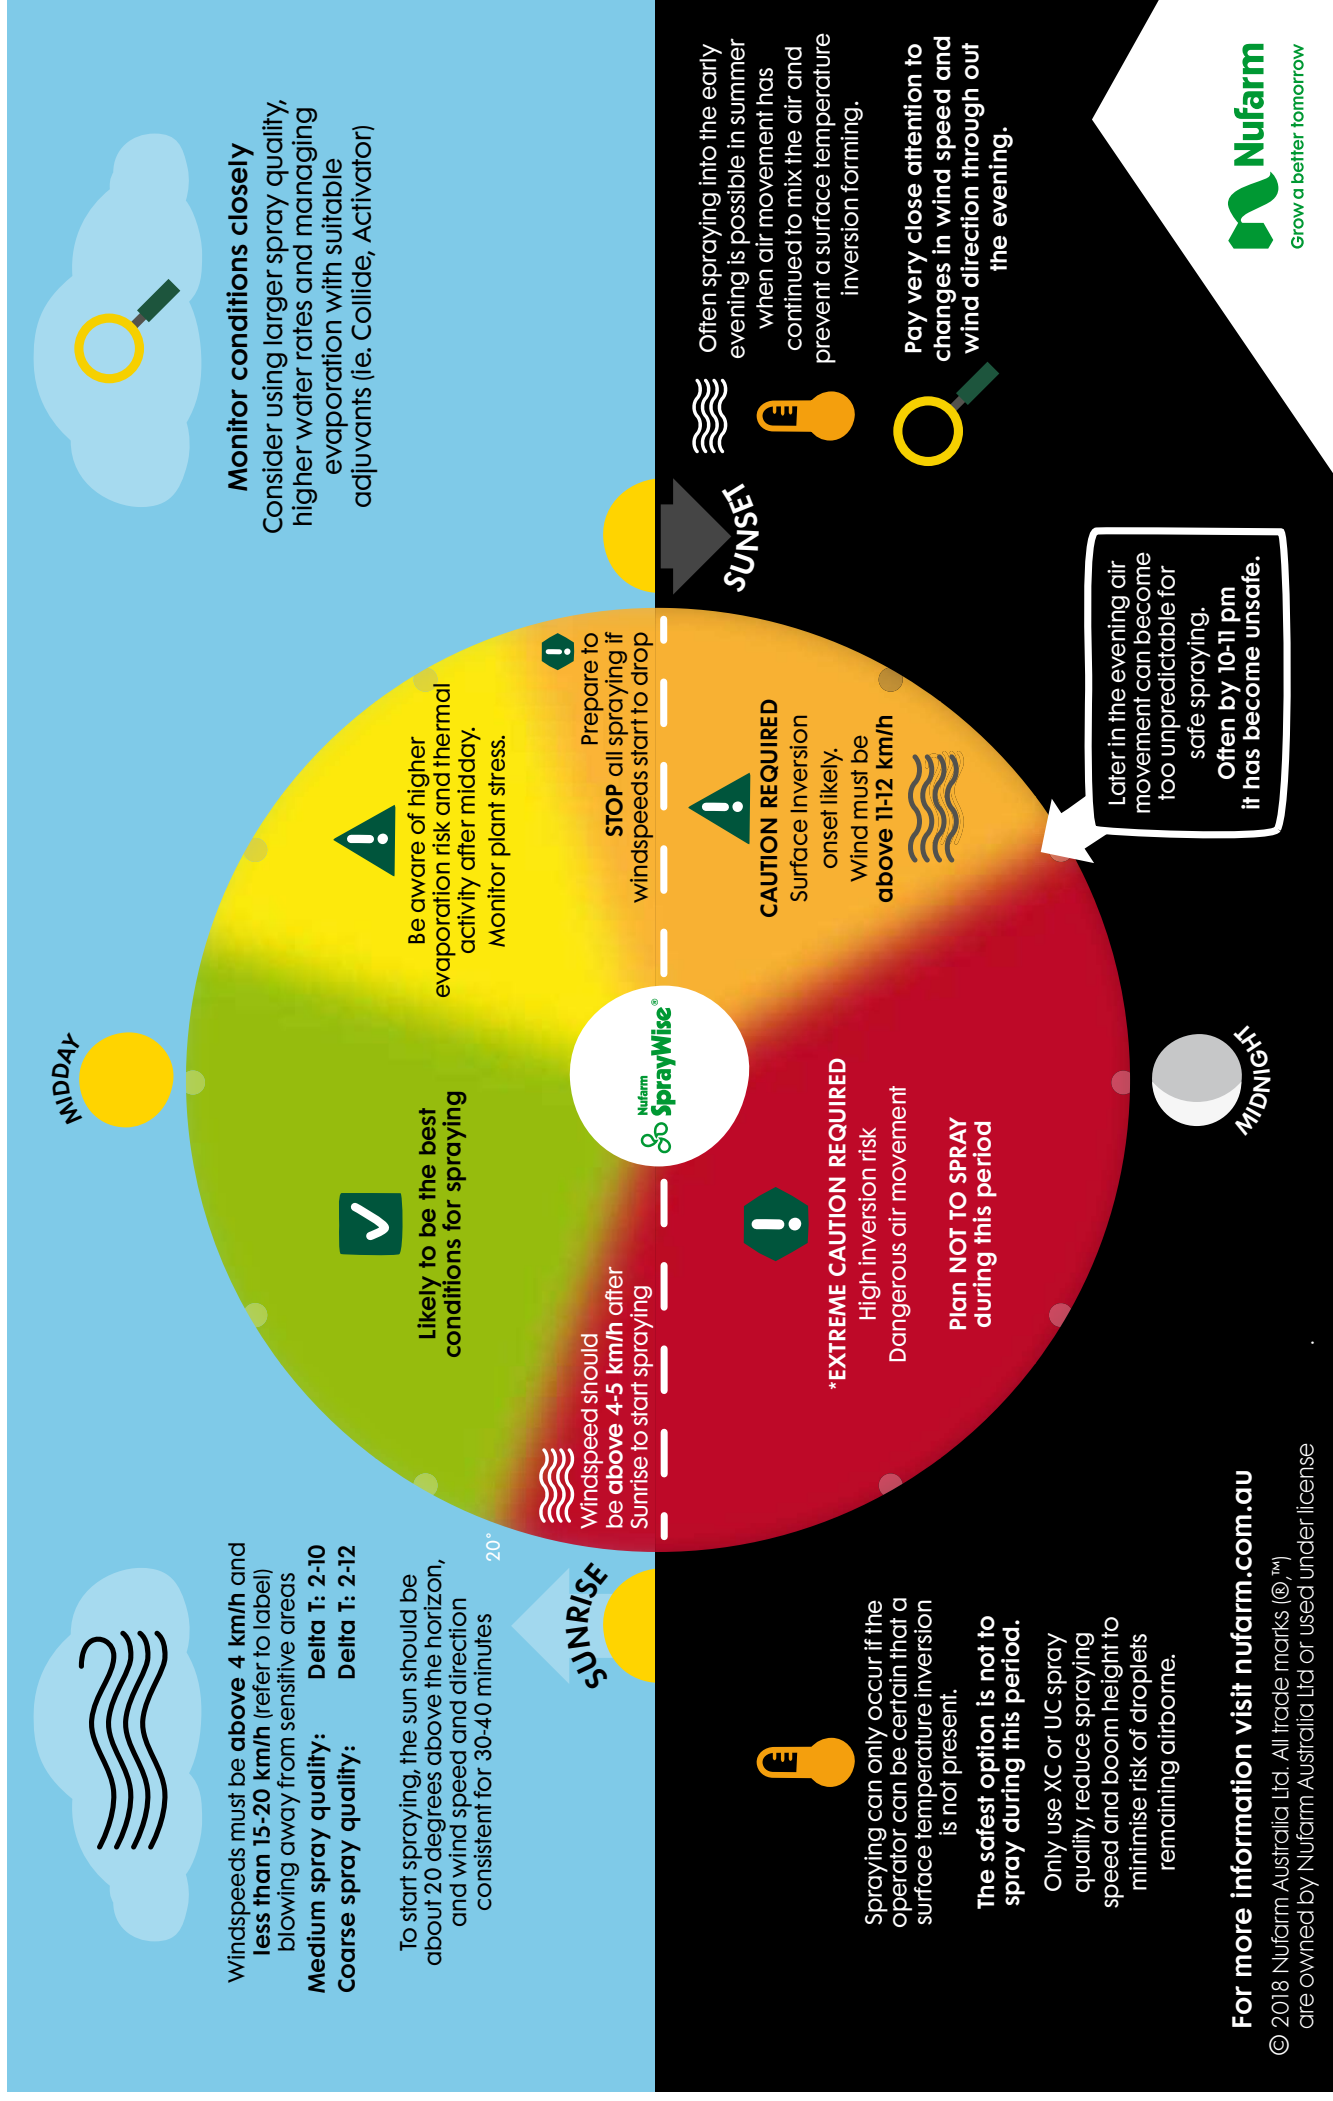 MIDDAY
Windspeeds must be above 4 km/h and
less than 15-20 km/h (refer to label)
blowing away from sensitive areas
Medium spray quality: Delta T: 2-10
Coarse spray quality: Delta T: 2-12
To start spraying, the sun should be
about 20 degrees above the horizon,
and wind speed and direction
consistent for 30-40 minutes
20°
SUNRISE
Likely to be the best
conditions for spraying
Windspeed should
be above 4-5 km/h after
Sunrise to start spraying
Be aware of higher
evaporation risk and thermal
activity after midday.
Monitor plant stress.
Prepare to
STOP all spraying if
windspeeds start to drop
Monitor conditions closely
Consider using larger spray quality,
higher water rates and managing
evaporation with suitable
adjuvants (ie. Collide, Activator)
Nufarm
SprayWise®
SUNSET
Spraying can only occur if the
operator can be certain that a
surface temperature inversion
is not present.
The safest option is not to
spray during this period.
Only use XC or UC spray
quality, reduce spraying
speed and boom height to
minimise risk of droplets
remaining airborne.
*EXTREME CAUTION REQUIRED
High inversion risk
Dangerous air movement
Plan NOT TO SPRAY
during this period
CAUTION REQUIRED
Surface Inversion
onset likely.
Wind must be
above 11-12 km/h
Often spraying into the early
evening is possible in summer
when air movement has
continued to mix the air and
prevent a surface temperature
inversion forming.
Pay very close attention to
changes in wind speed and
wind direction through out
the evening.
Later in the evening air
movement can become
too unpredictable for
safe spraying.
Often by 10-11 pm
it has become unsafe.
MIDNIGHT
For more information visit nufarm.com.au
© 2018 Nufarm Australia Ltd. All trade marks (®,™)
are owned by Nufarm Australia Ltd or used under license
.
Nufarm
Grow a better tomorrow